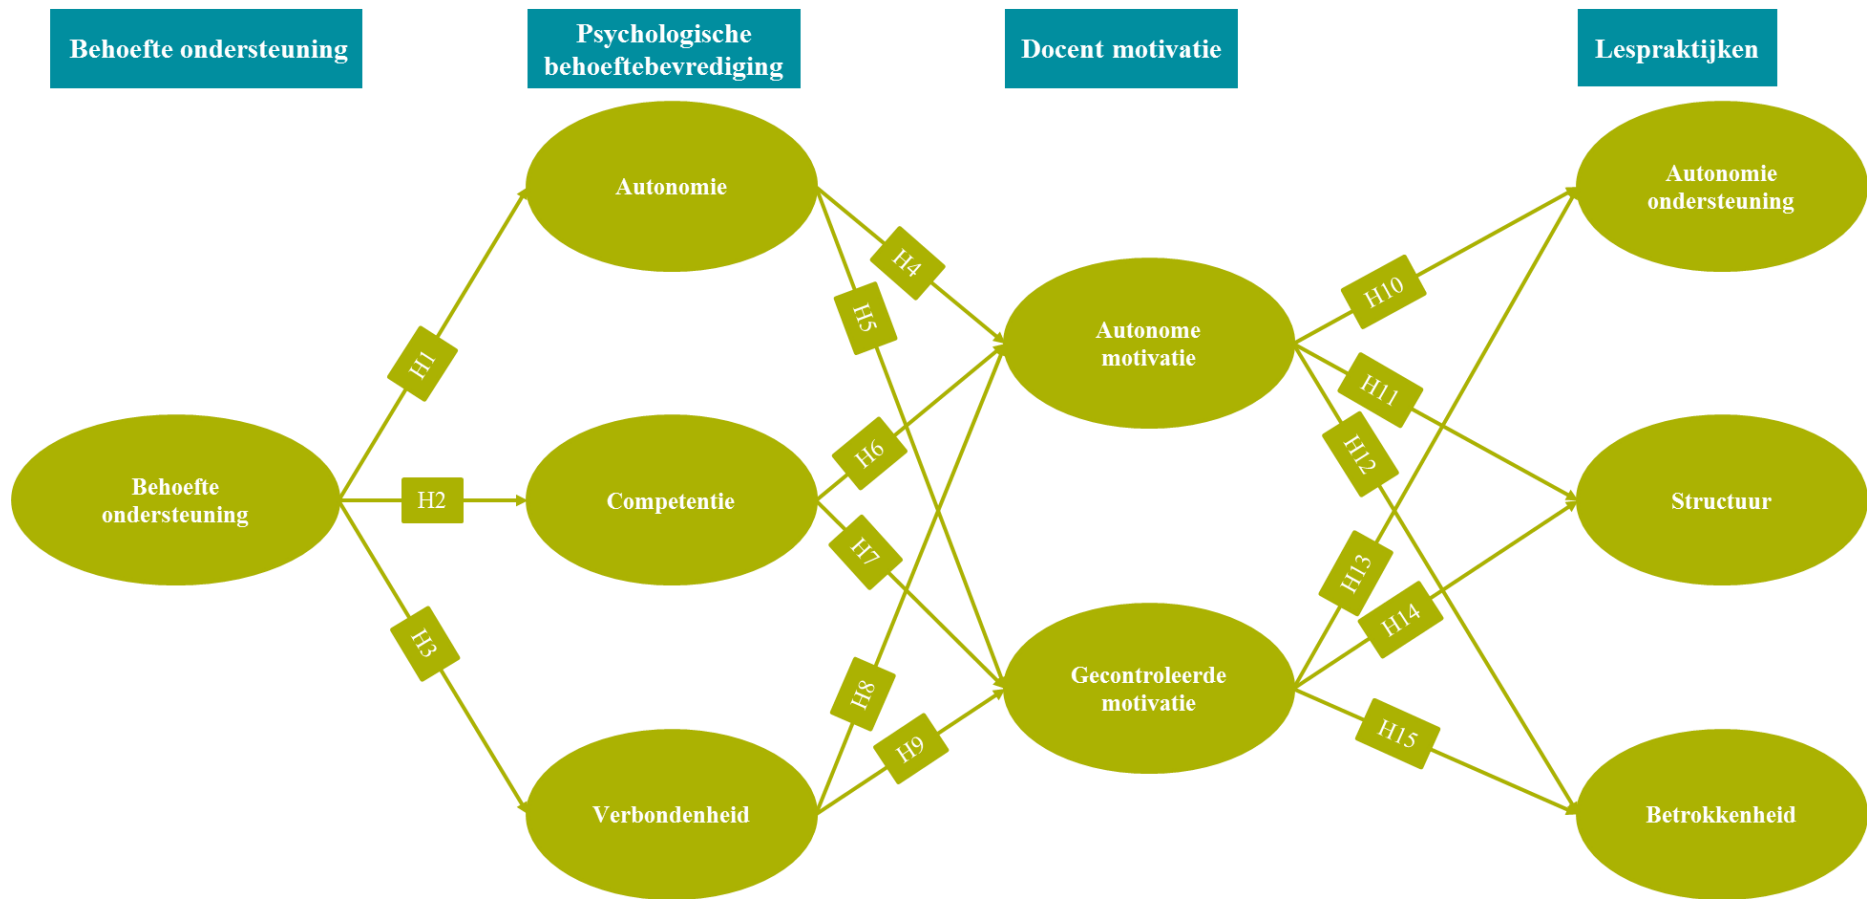 Behoefte ondersteuning
Psychologische
behoeftebevrediging
Docent motivatie
Lespraktijken
Autonomie
Autonomie
ondersteuning
H4
H10
H5
Autonome
motivatie
H1
H11
H6
H12
Behoefte
ondersteuning
H2
Competentie
Structuur
H7
H13
H14
H3
H8
Gecontroleerde
motivatie
H9
H15
Verbondenheid
Betrokkenheid